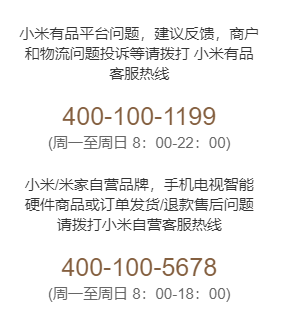 小米有品平台问题，建议反馈，商户
和物流问题投诉等请拨打 小米有品
客服热线
400-100-1199
(周一至周日 8：00-22：00)
小米/米家自营品牌，手机电视智能
硬件商品或订单发货/退款售后问题
请拨打小米自营客服热线
400-100-5678
(周一至周日 8：00-18：00)